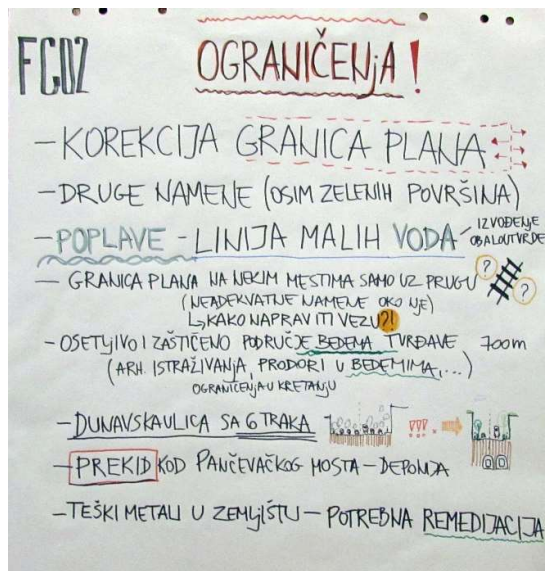 FG02
OGRANIČENjA!
-KOREKCIJA GRANICA PLANA
-DRUGE NAMENE (OSIM ZELENIH POVRŠINA)
-POPLAVE - LINIJA MALIH VODA
IZVOĐENJE
OBALOUTVRDE
- GRANICA PLANA NA NEKIM MESTIMA SAMO UZ PRUGU ? ?
(NEADEKVATNE NAMENE OKO NJE)
KAKO NAPRAVITI VEZU?!
-OSETLJIVO I ZAŠTIĆENO PODRUČJE BEDEMA TVRĐAVE 700m
(ARH. ISTRAŽIVANjA, PRODORI U BEDEMIMA,...)
OGRANIČENJA U KRETANJU
-DUNAVSKA ULICA SA 6 TRAKA
-PREKID KOD PANČEVAČKOG MOSTA - DEPONIJA
-TEŠKI METALI U ZEMLJIŠTU - POTREBNA REMEDIJACIJA